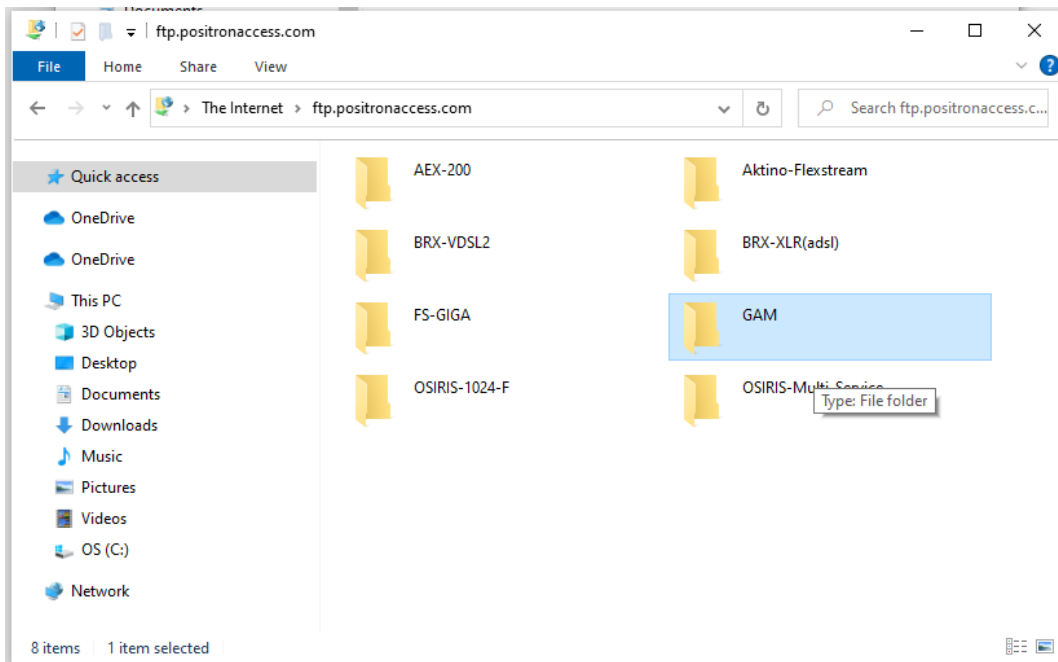 Documents
ftp.positronaccess.com
File Home Share View
The Internet ftp.positronaccess.com Search ftp.positronaccess.c...
Quick access
OneDrive
OneDrive
This PC
3D Objects
Desktop
Documents
Downloads
Music
Pictures
Videos
OS (C:)
Network
AEX-200 Aktino-Flexstream
BRX-VDSL2 BRX-XLR(adsl)
FS-GIGA GAM
OSIRIS-1024-F OSIRIS-Multi-Service
Type: File folder
8 items 1 item selected